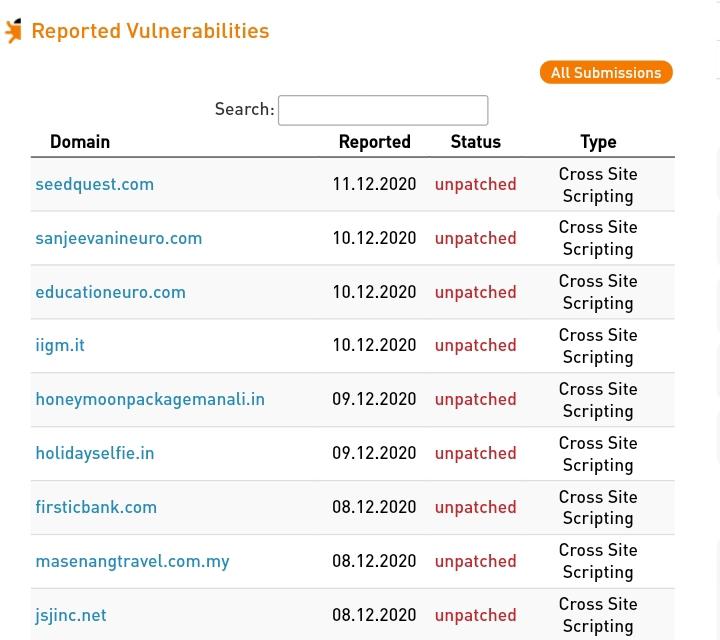 Reported Vulnerabilities
All Submissions
Search:
Domain Reported Status Type
seedquest.com 11.12.2020 unpatched Cross Site
Scripting
sanjeevanineuro.com 10.12.2020 unpatched Cross Site
Scripting
educationeuro.com 10.12.2020 unpatched Cross Site
Scripting
iigm.it 10.12.2020 unpatched Cross Site
Scripting
honeymoonpackagemanali.in 09.12.2020 unpatched Cross Site
Scripting
holidayselfie.in 09.12.2020 unpatched Cross Site
Scripting
firsticbank.com 08.12.2020 unpatched Cross Site
Scripting
masenangtravel.com.my 08.12.2020 unpatched Cross Site
Scripting
jsjinc.net 08.12.2020 unpatched Cross Site
Scripting